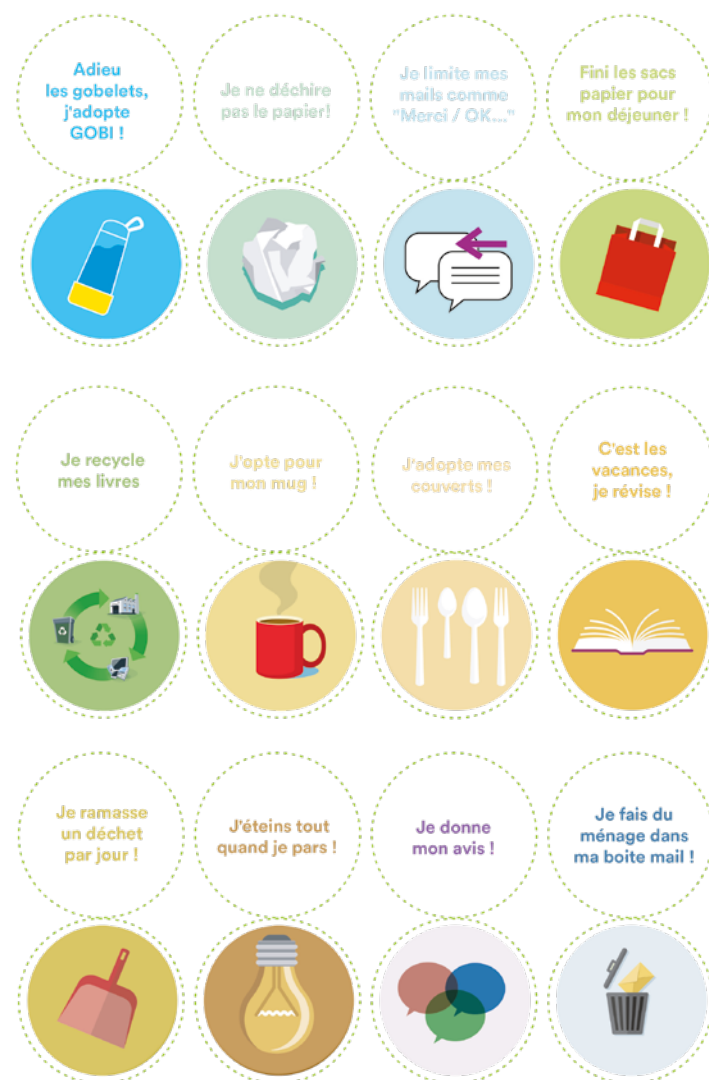 Adieu
les gobelets,
j'adopte
GOBI !
Je ne déchire
pas le papier!
Je limite mes
mails comme
"Merci / OK..."
Fini les sacs
papier pour
mon déjeuner !
Je recycle
mes livres
J'opte pour
mon mug !
J'adopte mes
couverts !
C'est les
vacances,
je révise !
Je ramasse
un déchet
par jour !
J'éteins tout
quand je pars !
Je donne
mon avis !
Je fais du
ménage dans
ma boite mail !